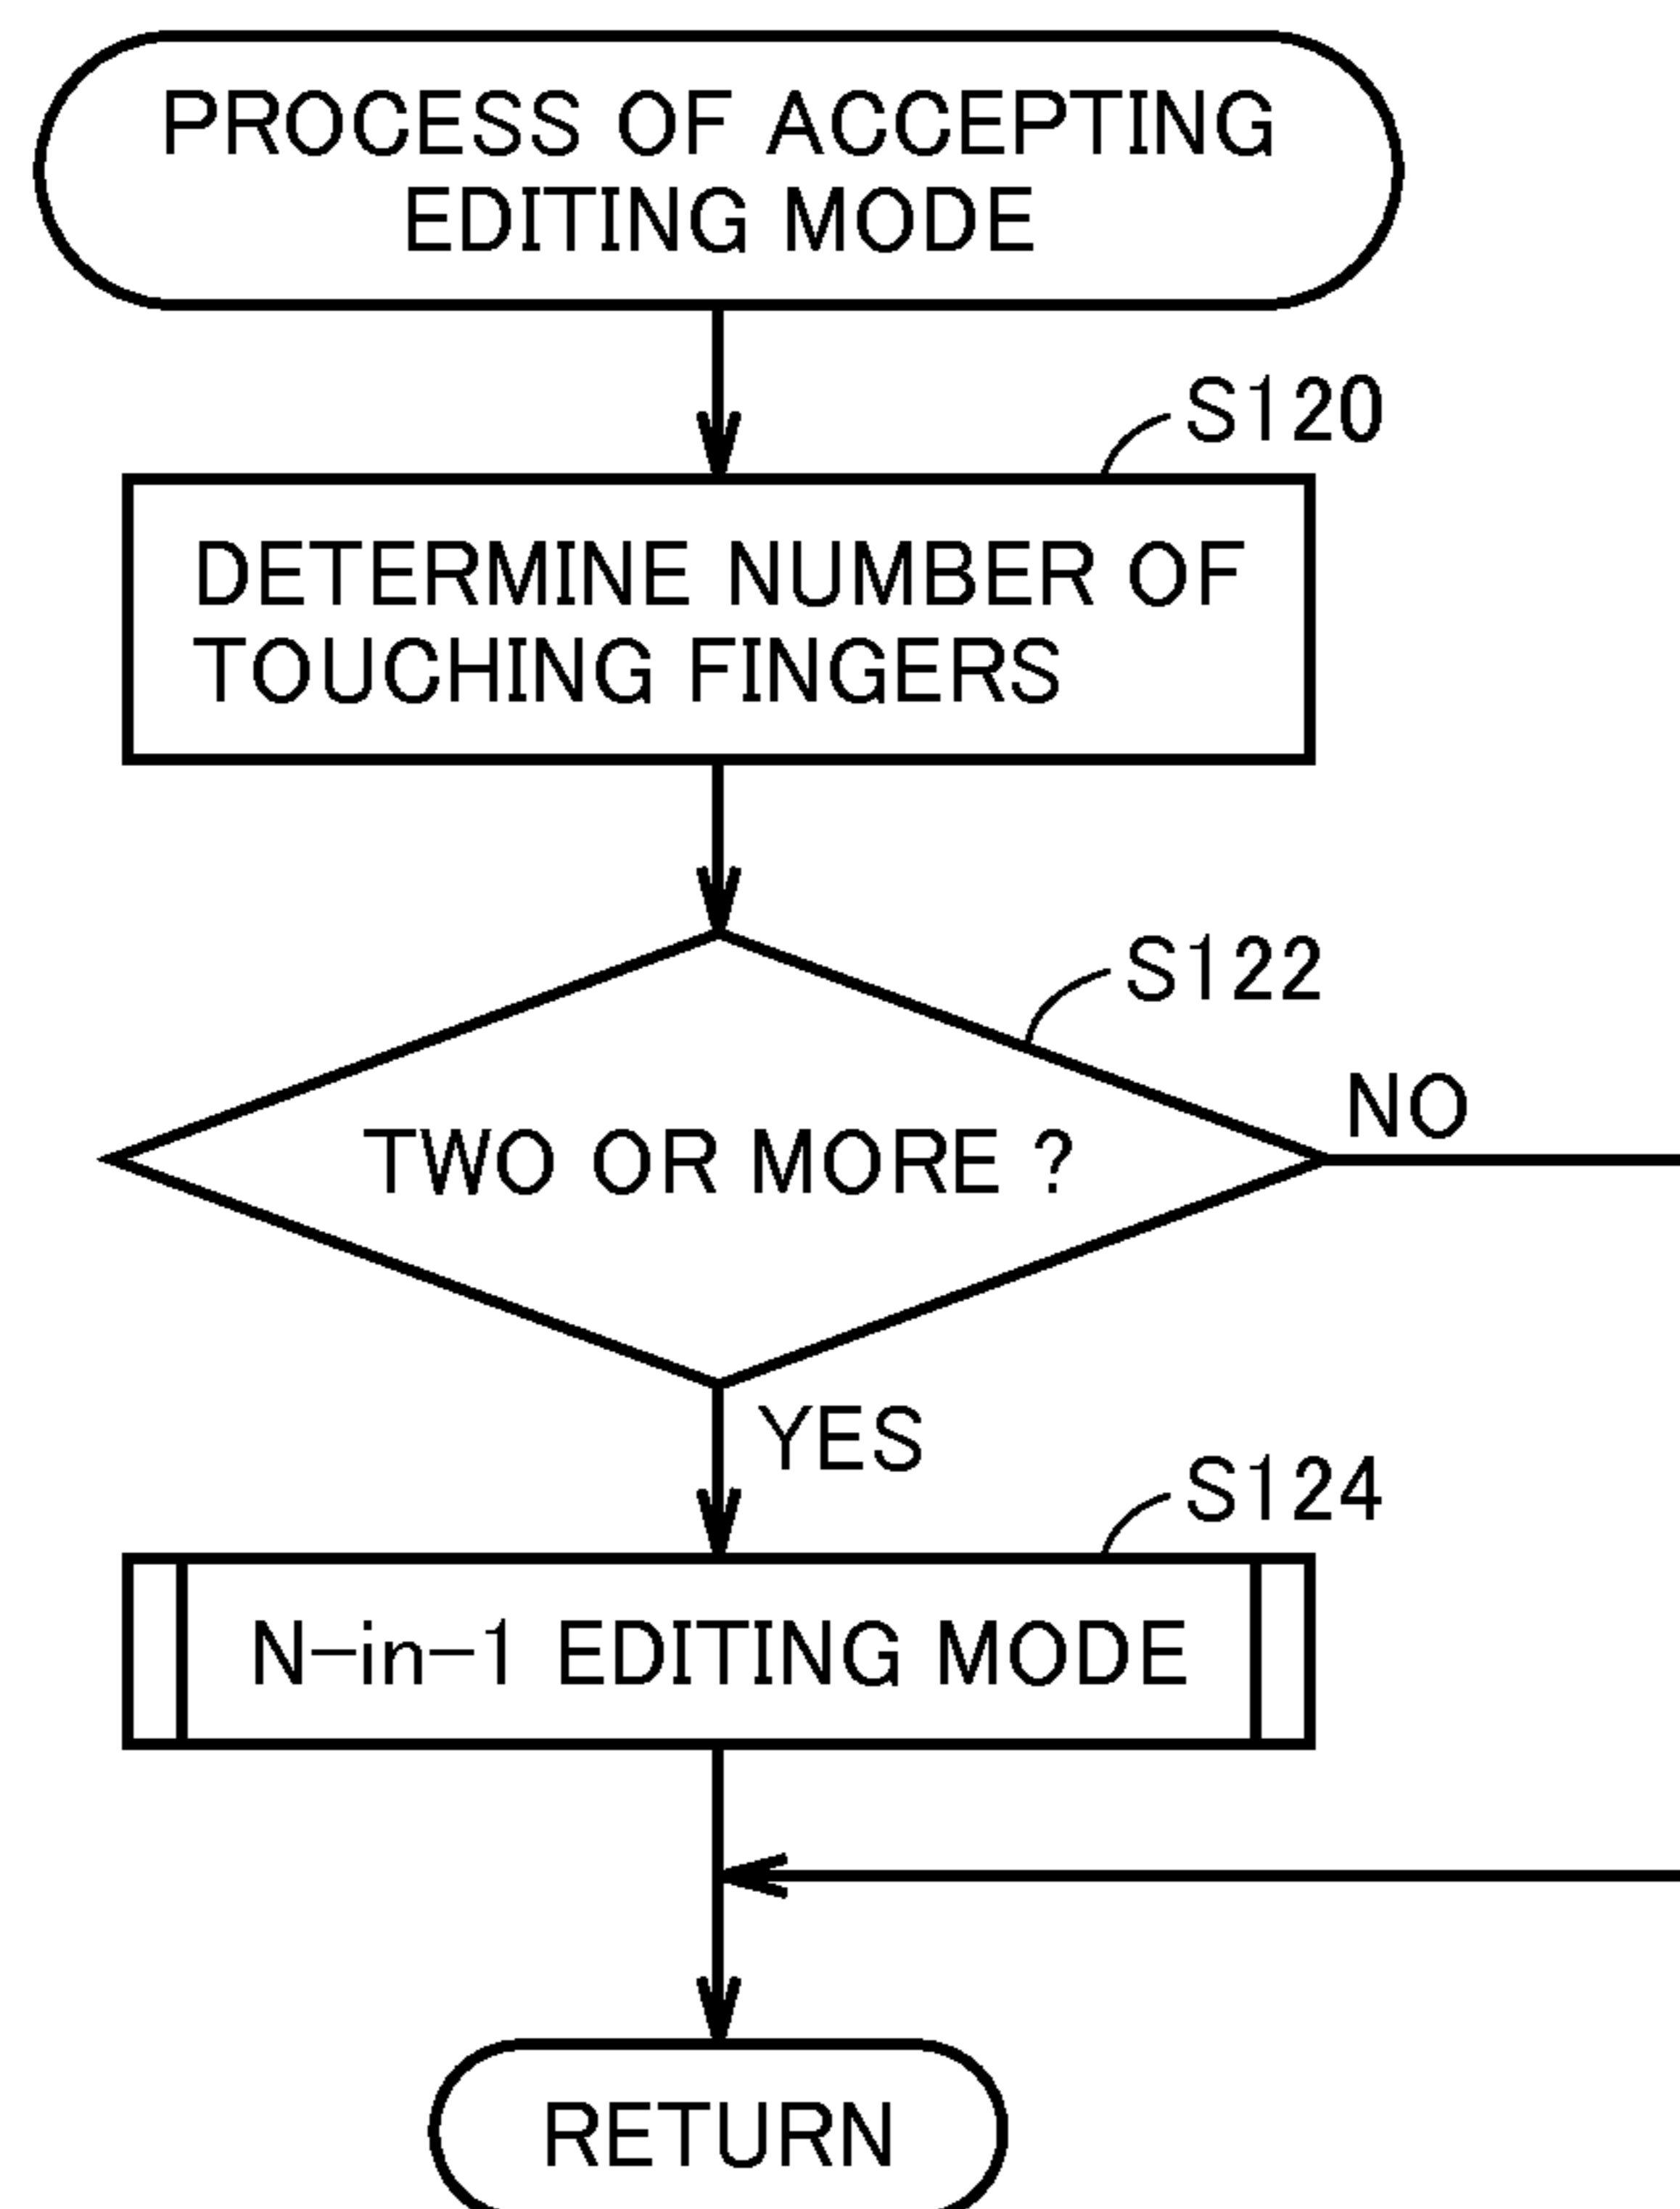 PROCESS OF ACCEPTING
EDITING MODE
S120
DETERMINE NUMBER OF
TOUCHING FINGERS
S122
NO
TWO OR MORE ?
YES
S124
N-in-1 EDITING MODE
RETURN